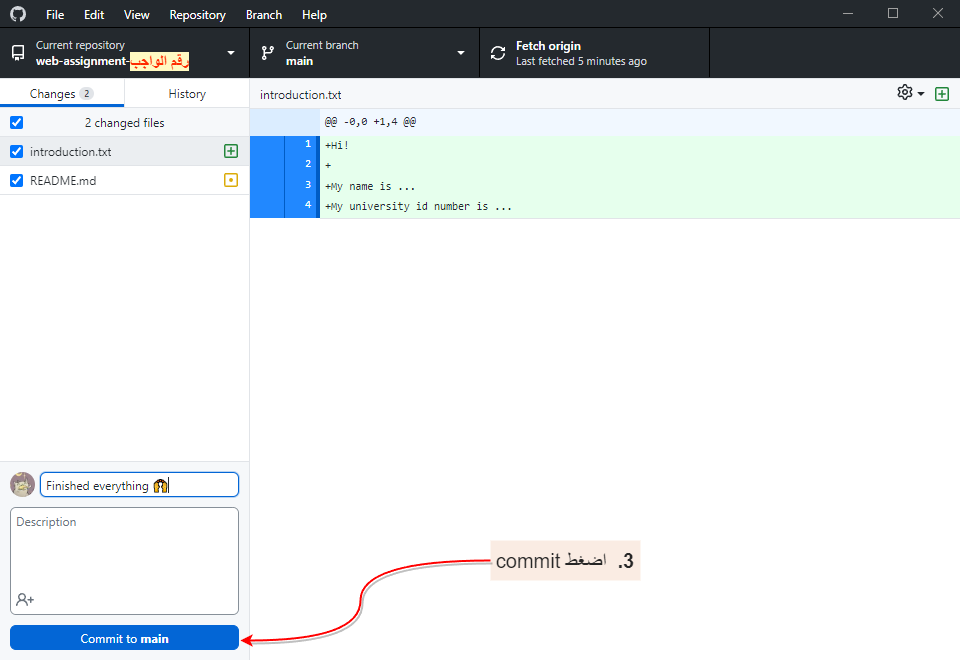 File Edit View Repository Branch Help
Current repository
web-assignment-رقم الواجب
Current branch
main
Fetch origin
Last fetched 5 minutes ago
Changes 2
History
2 changed files
introduction.txt
README.md
introduction.txt
@@ -0,0 +1,4 @@
1 +Hi!
2 +
3 +My name is ...
4 +My university id number is ...
Finished everything 🙌
Description
Commit to main
3. اضغط commit